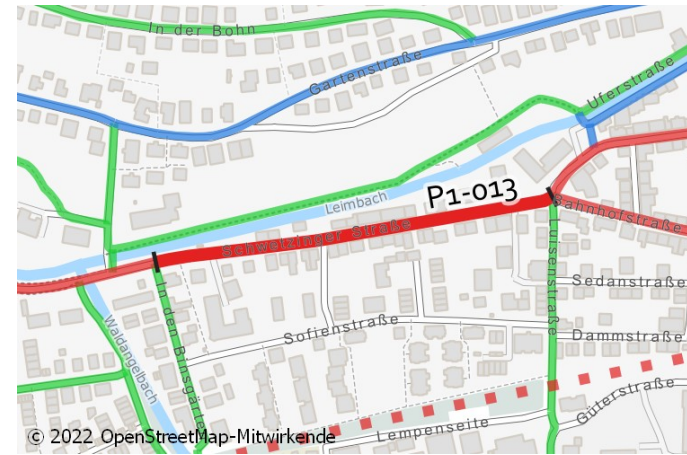 In der Bohn
Gartenstraße
Uferstraße
Leimbach
P1-013
Bahnhofstraße
Schwetzinger Straße
Luisenstraße
Sedanstraße
In den Binsgärten
Waldangelbach
Sofienstraße
Dammstraße
Güterstraße
Lempenseite
© 2022 OpenStreetMap-Mitwirkende